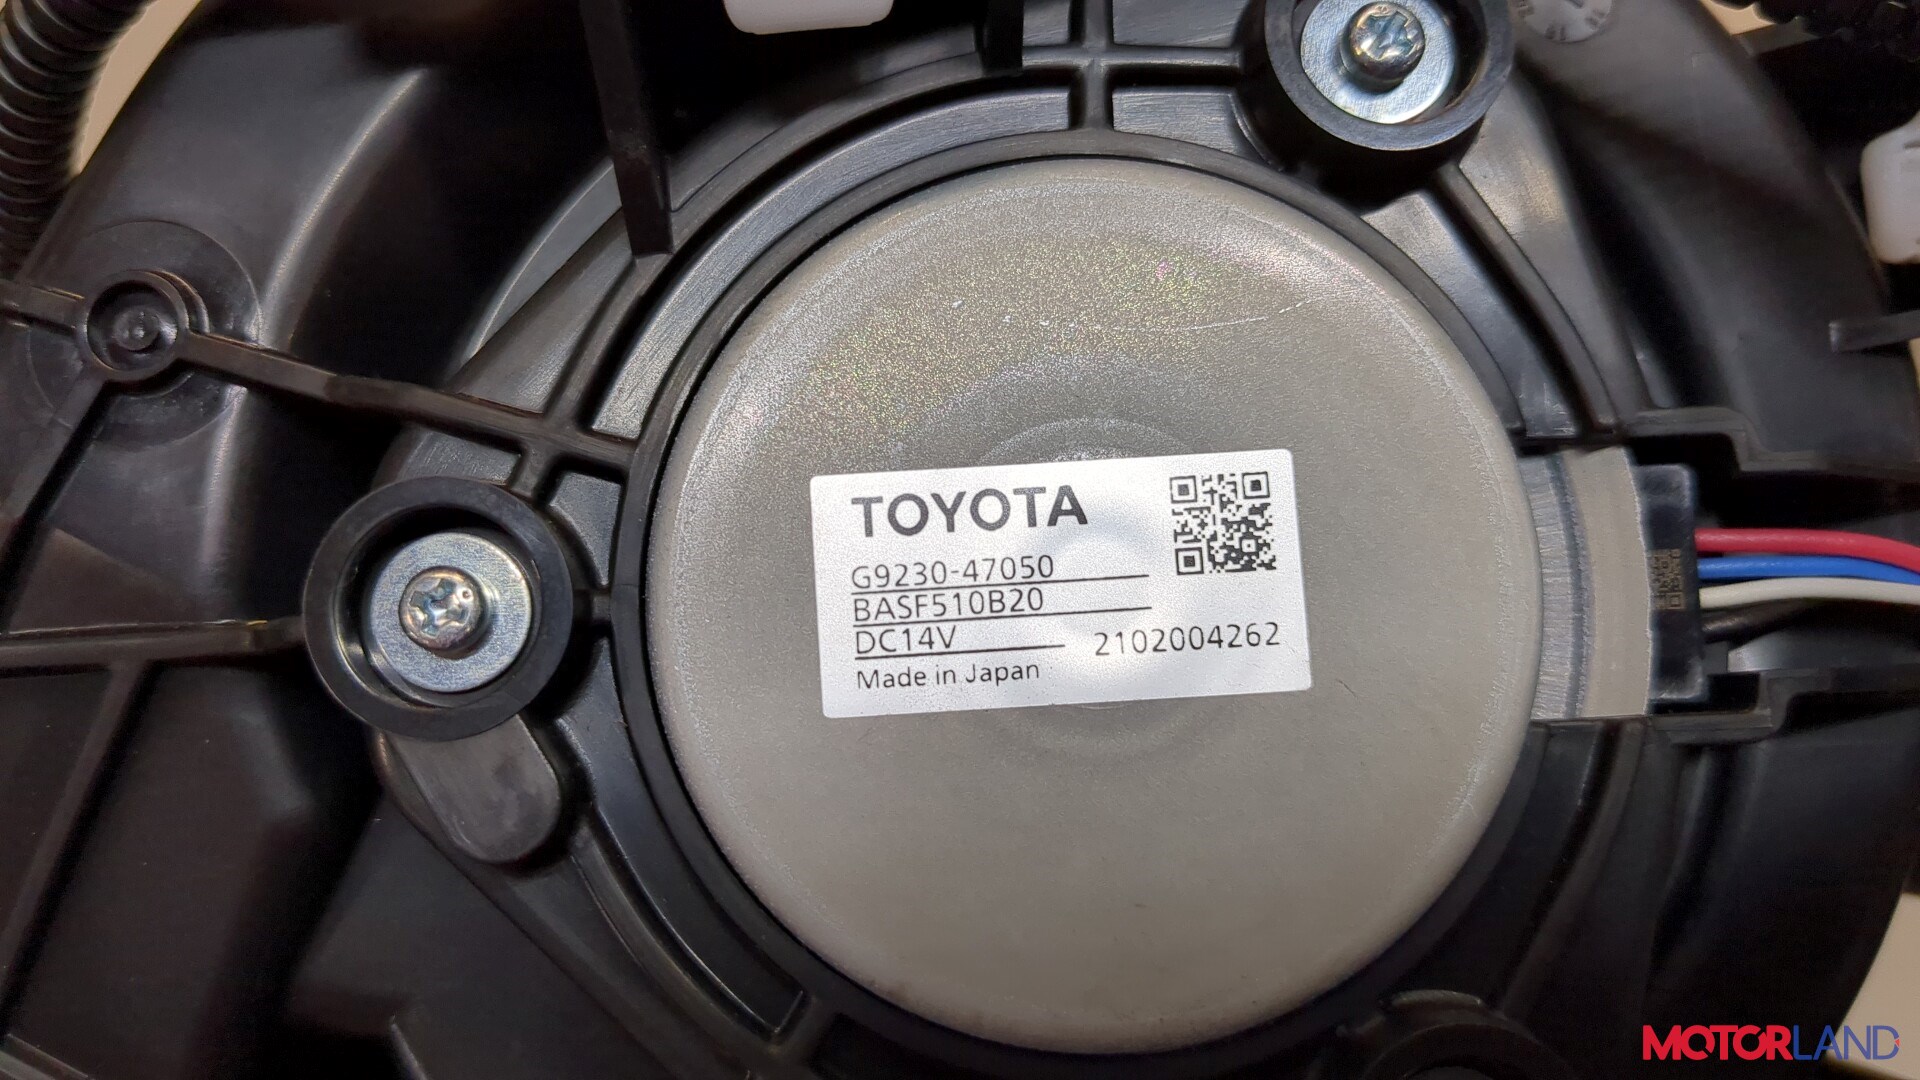 TOYOTA
G9230-47050
BASF510B20
DC14V
2102004262
Made in Japan
MOTORLAND